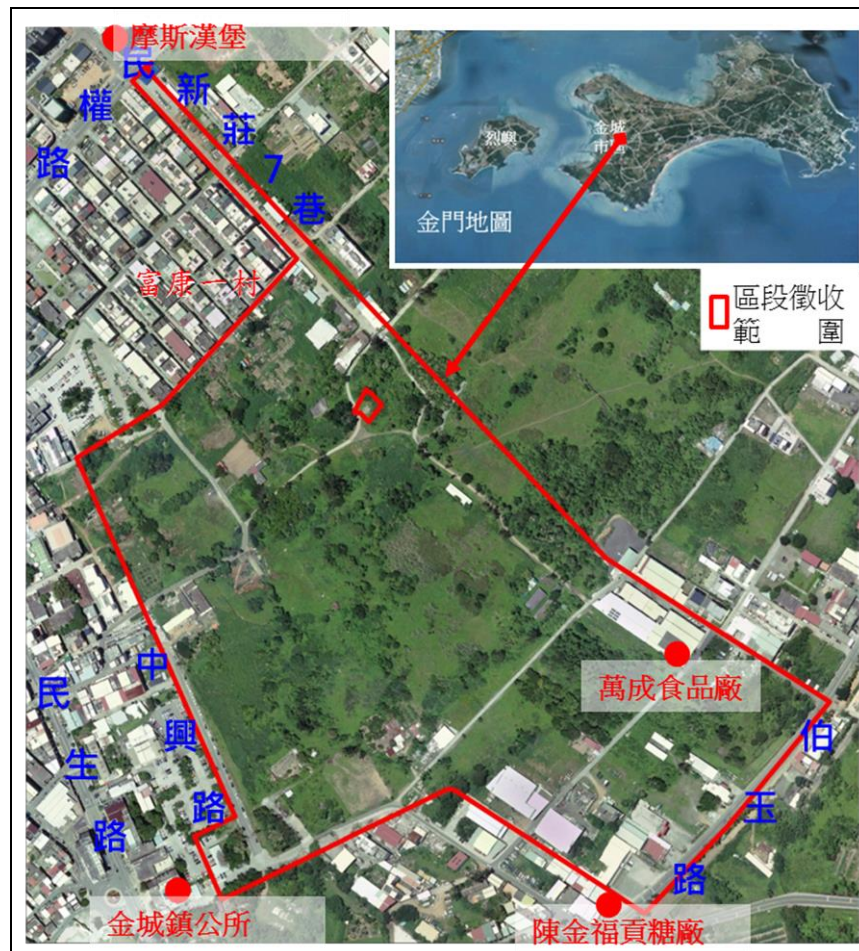 摩斯漢堡
民權路
新莊7巷
烈嶼
金城
金門地圖
區段徵收
範圍
富康一村
萬成食品廠
中興路
民生路
伯玉路
金城鎮公所
陳金福貢糖廠